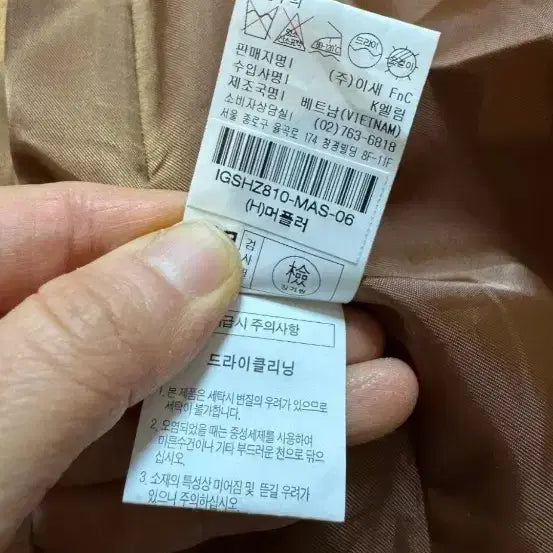 판매자명 : (주)이새 FnC
수입사명 : K엘림
제조국명 : 베트남(VIETNAM)
소비자상담실 : (02)763-6818
서울 종로구 율곡로 174 창경빌딩 8F-11F
IGSHZ810-MAS-06
(H)머플러
검
사
檢
취급시 주의사항
드라이클리닝
1. 본 제품은 세탁시 변질의 우려가 있으므로
세탁이 불가합니다.
2. 오염되었을 때는 중성세제를 사용하여
마른수건이나 기타 부드러운 천으로 닦으
십시오.
3. 소재의 특성상 미어짐 및 뜯길 우려가
있으니 주의하십시오.